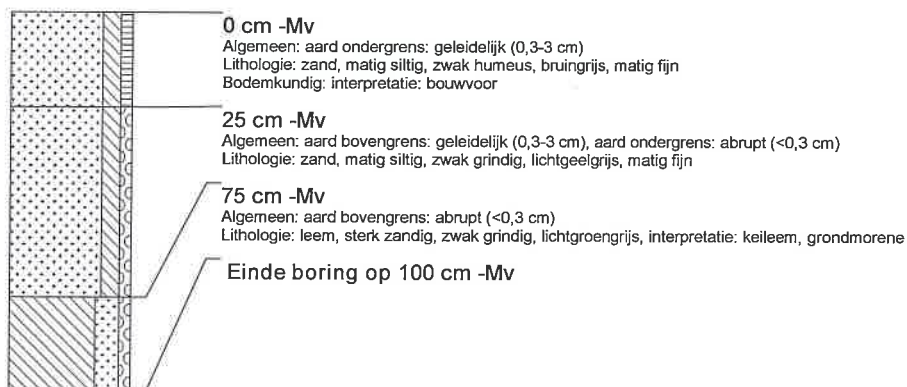 0 cm -Mv
Algemeen: aard ondergrens: geleidelijk (0,3-3 cm)
Lithologie: zand, matig siltig, zwak humeus, bruingrijs, matig fijn
Bodemkundig: interpretatie: bouwvoor
25 cm -Mv
Algemeen: aard bovengrens: geleidelijk (0,3-3 cm), aard ondergrens: abrupt (<0,3 cm)
Lithologie: zand, matig siltig, zwak grindig, lichtgeelgrijs, matig fijn
75 cm -Mv
Algemeen: aard bovengrens: abrupt (<0,3 cm)
Lithologie: leem, sterk zandig, zwak grindig, lichtgroengrijs, interpretatie: keileem, grondmorene
Einde boring op 100 cm -Mv